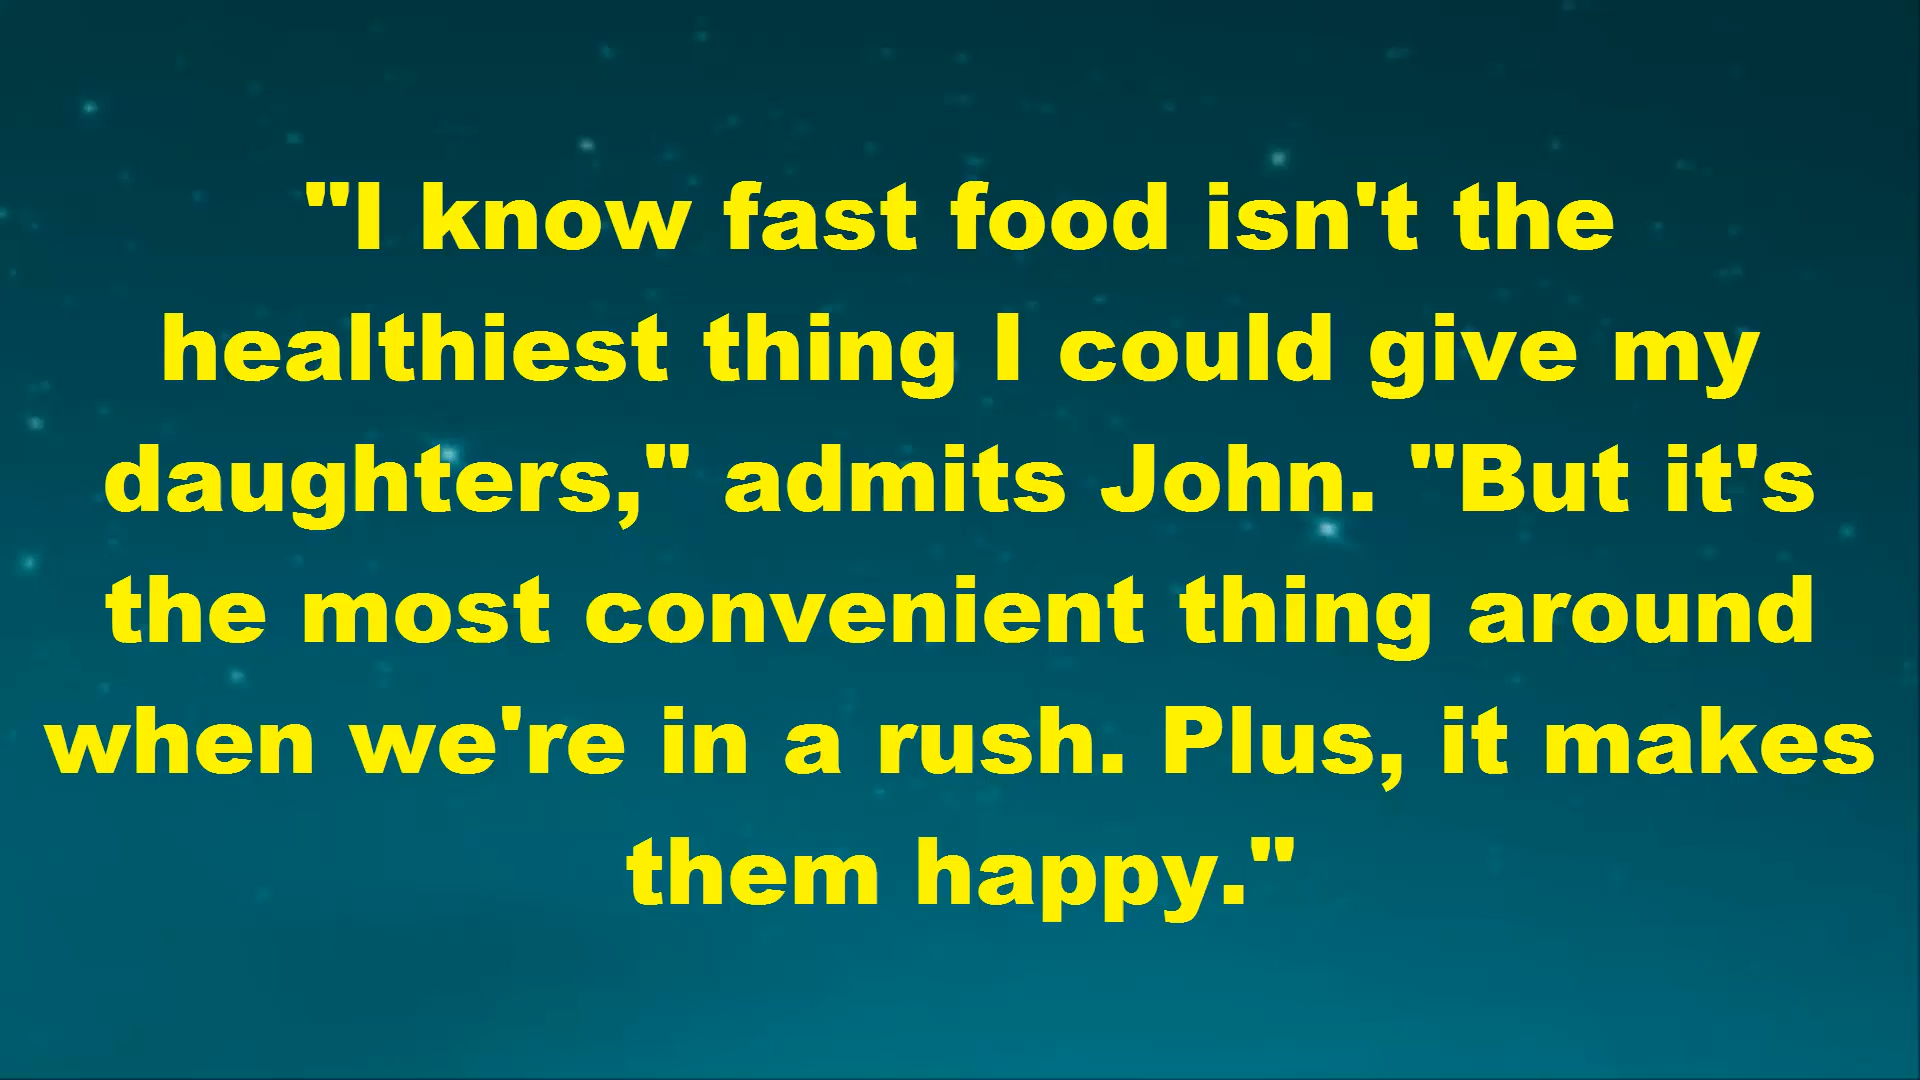 "I know fast food isn't the
healthiest thing I could give my
daughters," admits John. "But it's
the most convenient thing around
when we're in a rush. Plus, it makes
them happy."